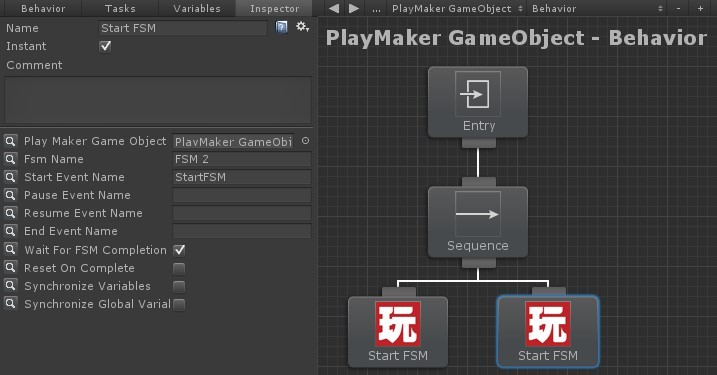 Behavior Tasks Variables Inspector
Name Start FSM
Instant
Comment
Play Maker Game Object PlayMaker GameObj
Fsm Name FSM 2
Start Event Name StartFSM
Pause Event Name
Resume Event Name
End Event Name
Wait For FSM Completion
Reset On Complete
Synchronize Variables
Synchronize Global Varial
... PlayMaker GameObject Behavior - +
PlayMaker GameObject - Behavior
Entry
Sequence
玩 玩
Start FSM Start FSM